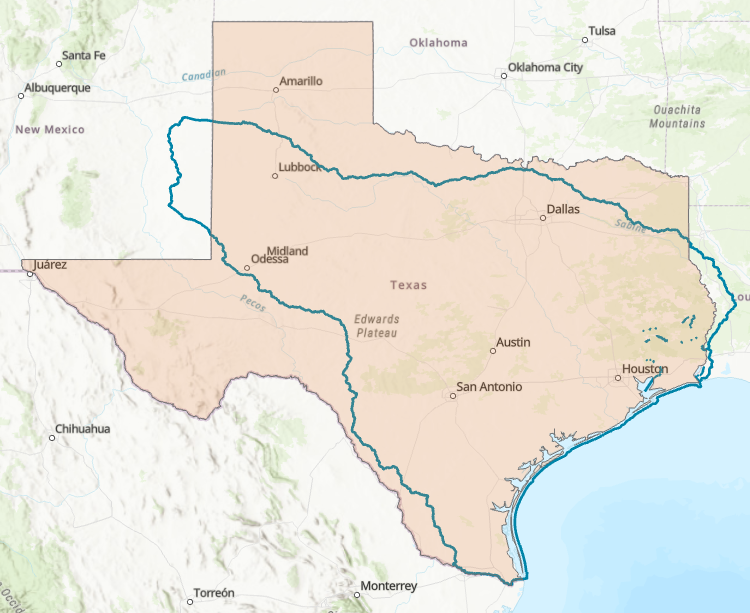 Tulsa
Oklahoma
Santa Fe
Oklahoma City
Canadian
Amarillo
Albuquerque
Ouachita
Mountains
New Mexico
Lubbock
Dallas
Sabine
Midland
Odessa
Juárez
Texas
Pecos
Edwards
Plateau
Austin
Houston
San Antonio
Chihuahua
Monterrey
Torreón